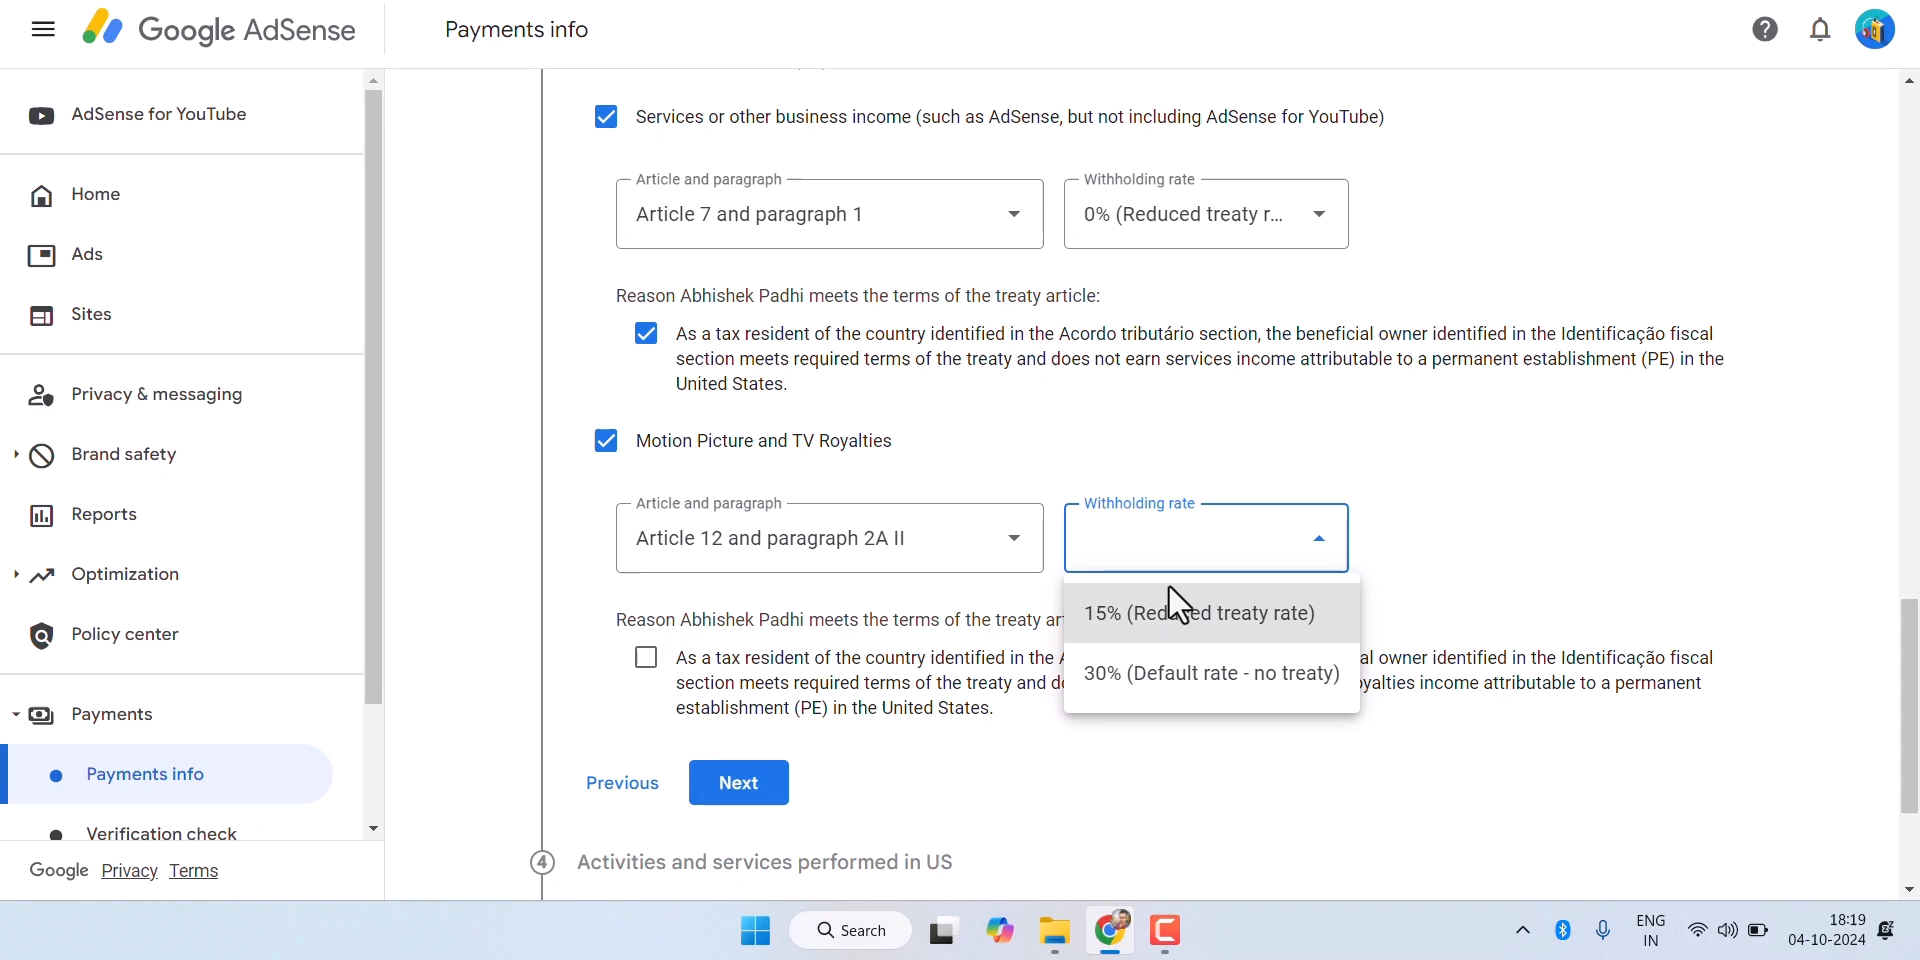 Google AdSense
Payments info
AdSense for YouTube
Home
Ads
Sites
Privacy & messaging
Brand safety
Reports
Optimization
Policy center
Payments
Payments info
Verification check
Google Privacy Terms
Services or other business income (such as AdSense, but not including AdSense for YouTube)
Article and paragraph
Article 7 and paragraph 1
Withholding rate
0% (Reduced treaty r...
Reason Abhishek Padhi meets the terms of the treaty article:
As a tax resident of the country identified in the Acordo tributário section, the beneficial owner identified in the Identificação fiscal
section meets required terms of the treaty and does not earn services income attributable to a permanent establishment (PE) in the
United States.
Motion Picture and TV Royalties
Article and paragraph
Article 12 and paragraph 2A II
Withholding rate
15% (Reduced treaty rate)
30% (Default rate - no treaty)
Reason Abhishek Padhi meets the terms of the treaty
As a tax resident of the country identified in the al owner identified in the Identificação fiscal
section meets required terms of the treaty and yalties income attributable to a permanent
establishment (PE) in the United States.
Previous
Next
4 Activities and services performed in US
Search
ENG
IN
18:19
04-10-2024